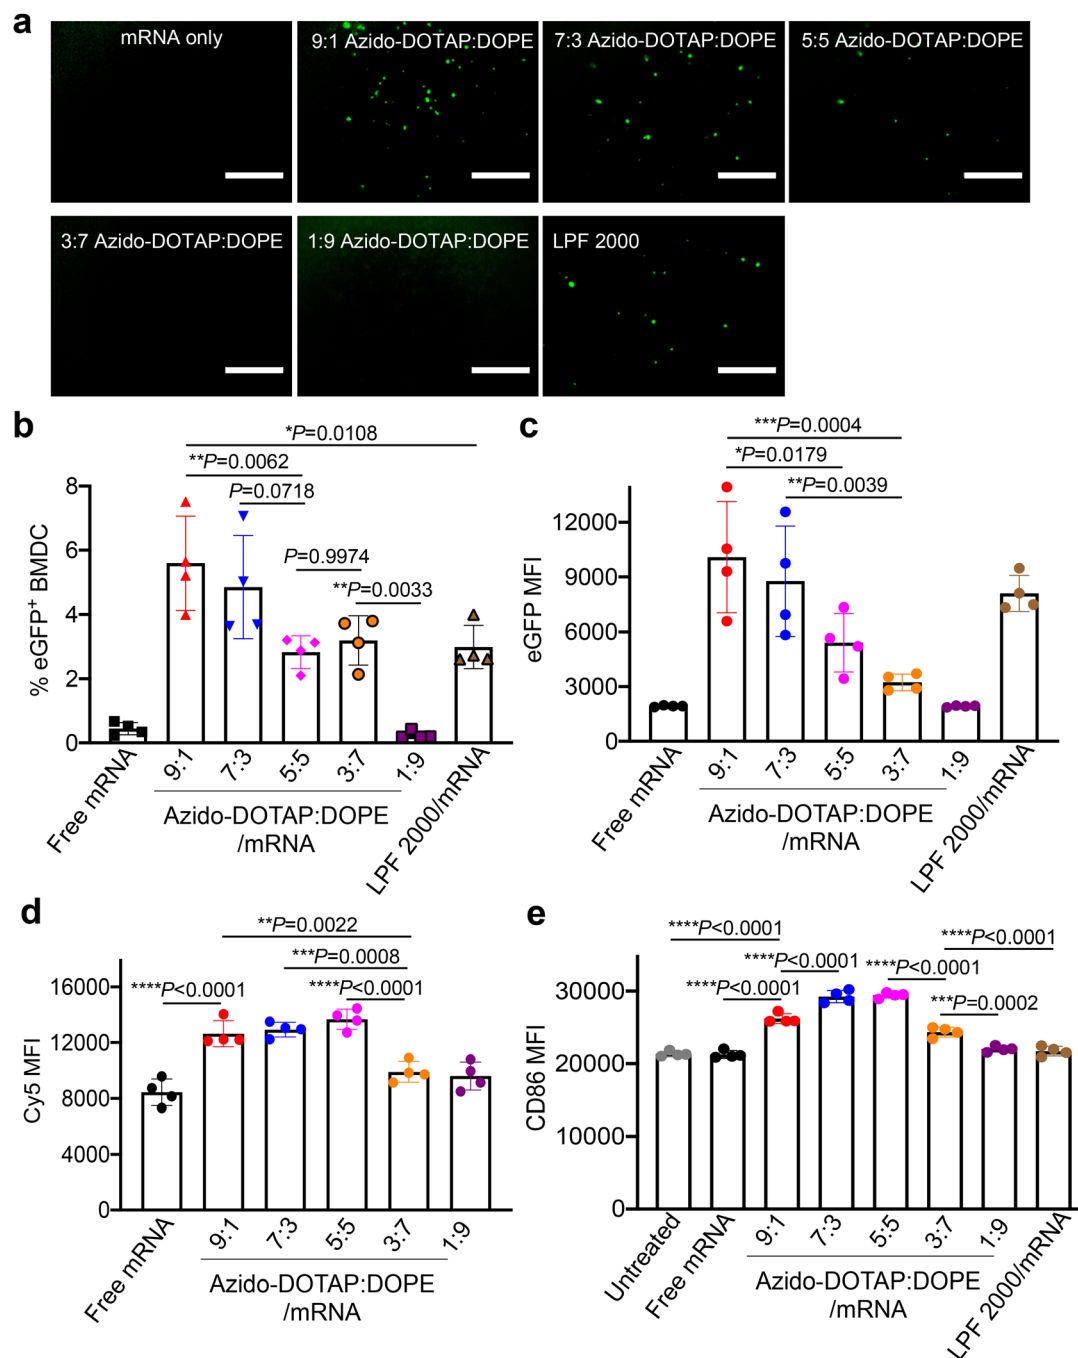 a
mRNA only
9:1 Azido-DOTAP:DOPE
7:3 Azido-DOTAP:DOPE
5:5 Azido-DOTAP:DOPE
3:7 Azido-DOTAP:DOPE
1:9 Azido-DOTAP:DOPE
LPF 2000
b
*P=0.0108
**P=0.0062
P=0.0718
P=0.9974
**P=0.0033
% eGFP+ BMDC
8
6
4
2
0
Free mRNA
9:1
7:3
5:5
3:7
1:9
LPF 2000/mRNA
Azido-DOTAP:DOPE
/mRNA
c
***P=0.0004
*P=0.0179
**P=0.0039
eGFP MFI
12000
9000
6000
3000
0
Free mRNA
9:1
7:3
5:5
3:7
1:9
LPF 2000/mRNA
Azido-DOTAP:DOPE
/mRNA
d
**P=0.0022
***P=0.0008
****P<0.0001
****P<0.0001
Cy5 MFI
16000
12000
8000
4000
0
Free mRNA
9:1
7:3
5:5
3:7
1:9
Azido-DOTAP:DOPE
/mRNA
e
****P<0.0001
****P<0.0001
****P<0.0001
****P<0.0001
****P<0.0001
***P=0.0002
CD86 MFI
30000
20000
10000
0
Untreated
Free mRNA
9:1
7:3
5:5
3:7
1:9
LPF 2000/mRNA
Azido-DOTAP:DOPE
/mRNA